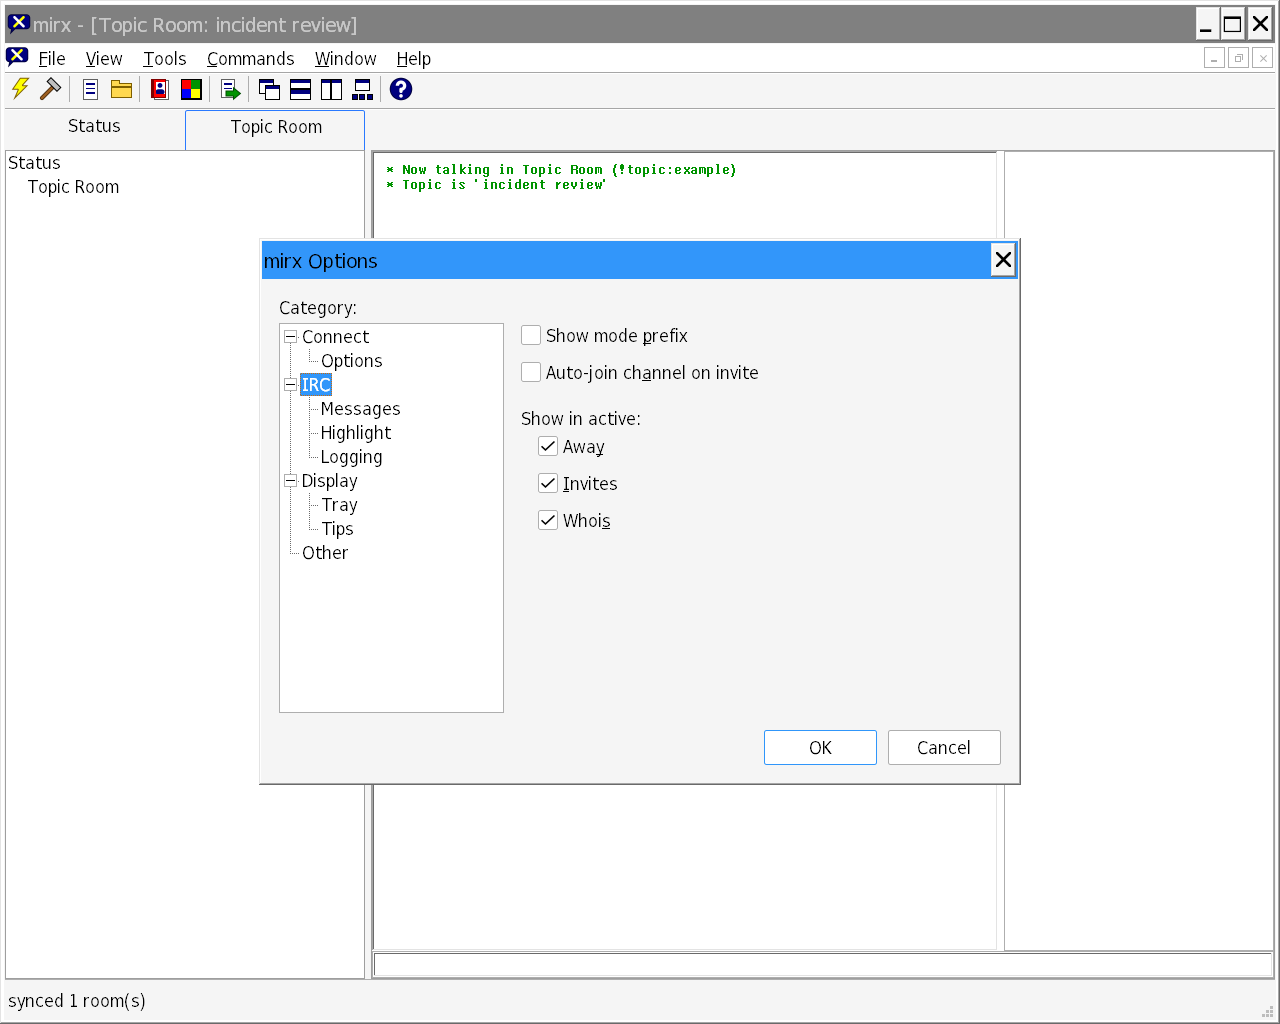 mirx - [Topic Room: incident review]
File View Tools Commands Window Help
Status Topic Room
Status
Topic Room
* Now talking in Topic Room (!topic:example)
* Topic is 'incident review'
mirx Options
Category:
Connect
Options
IRC
Messages
Highlight
Logging
Display
Tray
Tips
Other
Show mode prefix
Auto-join channel on invite
Show in active:
Away
Invites
Whois
OK Cancel
synced 1 room(s)